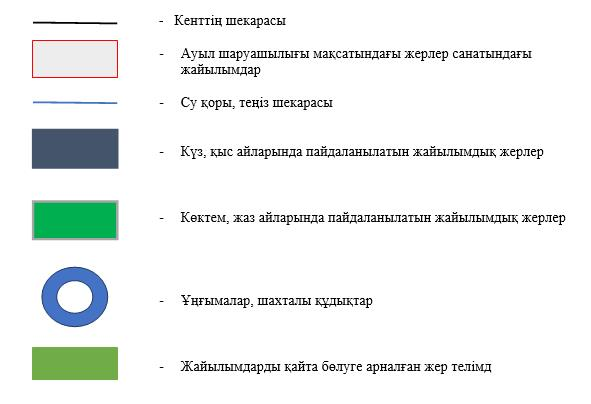 - Кенттің шекарасы
- Ауыл шаруашылығы мақсатындағы жерлер санатындағы
жайылымдар
- Су қоры, теңіз шекарасы
- Күз, қыс айларында пайдаланылатын жайылымдық жерлер
- Көктем, жаз айларында пайдаланылатын жайылымдық жерлер
- Ұңғымалар, шахталы құдықтар
- Жайылымдарды қайта бөлуге арналған жер телімд